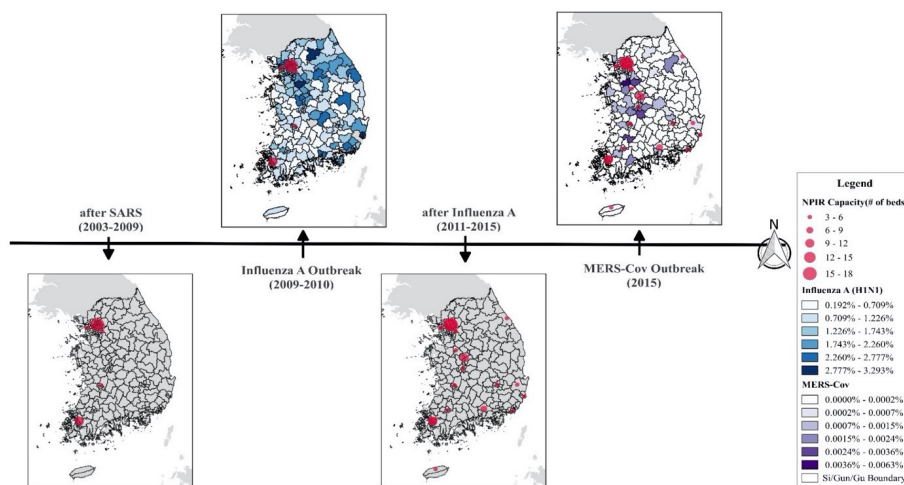 after SARS
(2003-2009)
Influenza A Outbreak
(2009-2010)
after Influenza A
(2011-2015)
MERS-Cov Outbreak
(2015)
N
Legend
NPIR Capacity(# of beds)
3 - 6
6 - 9
9 - 12
12 - 15
15 - 18
Influenza A (H1N1)
0.192% - 0.709%
0.709% - 1.226%
1.226% - 1.743%
1.743% - 2.260%
2.260% - 2.777%
2.777% - 3.293%
MERS-Cov
0.0000% - 0.0002%
0.0002% - 0.0007%
0.0007% - 0.0015%
0.0015% - 0.0024%
0.0024% - 0.0036%
0.0036% - 0.0063%
Si/Gun/Gu Boundary